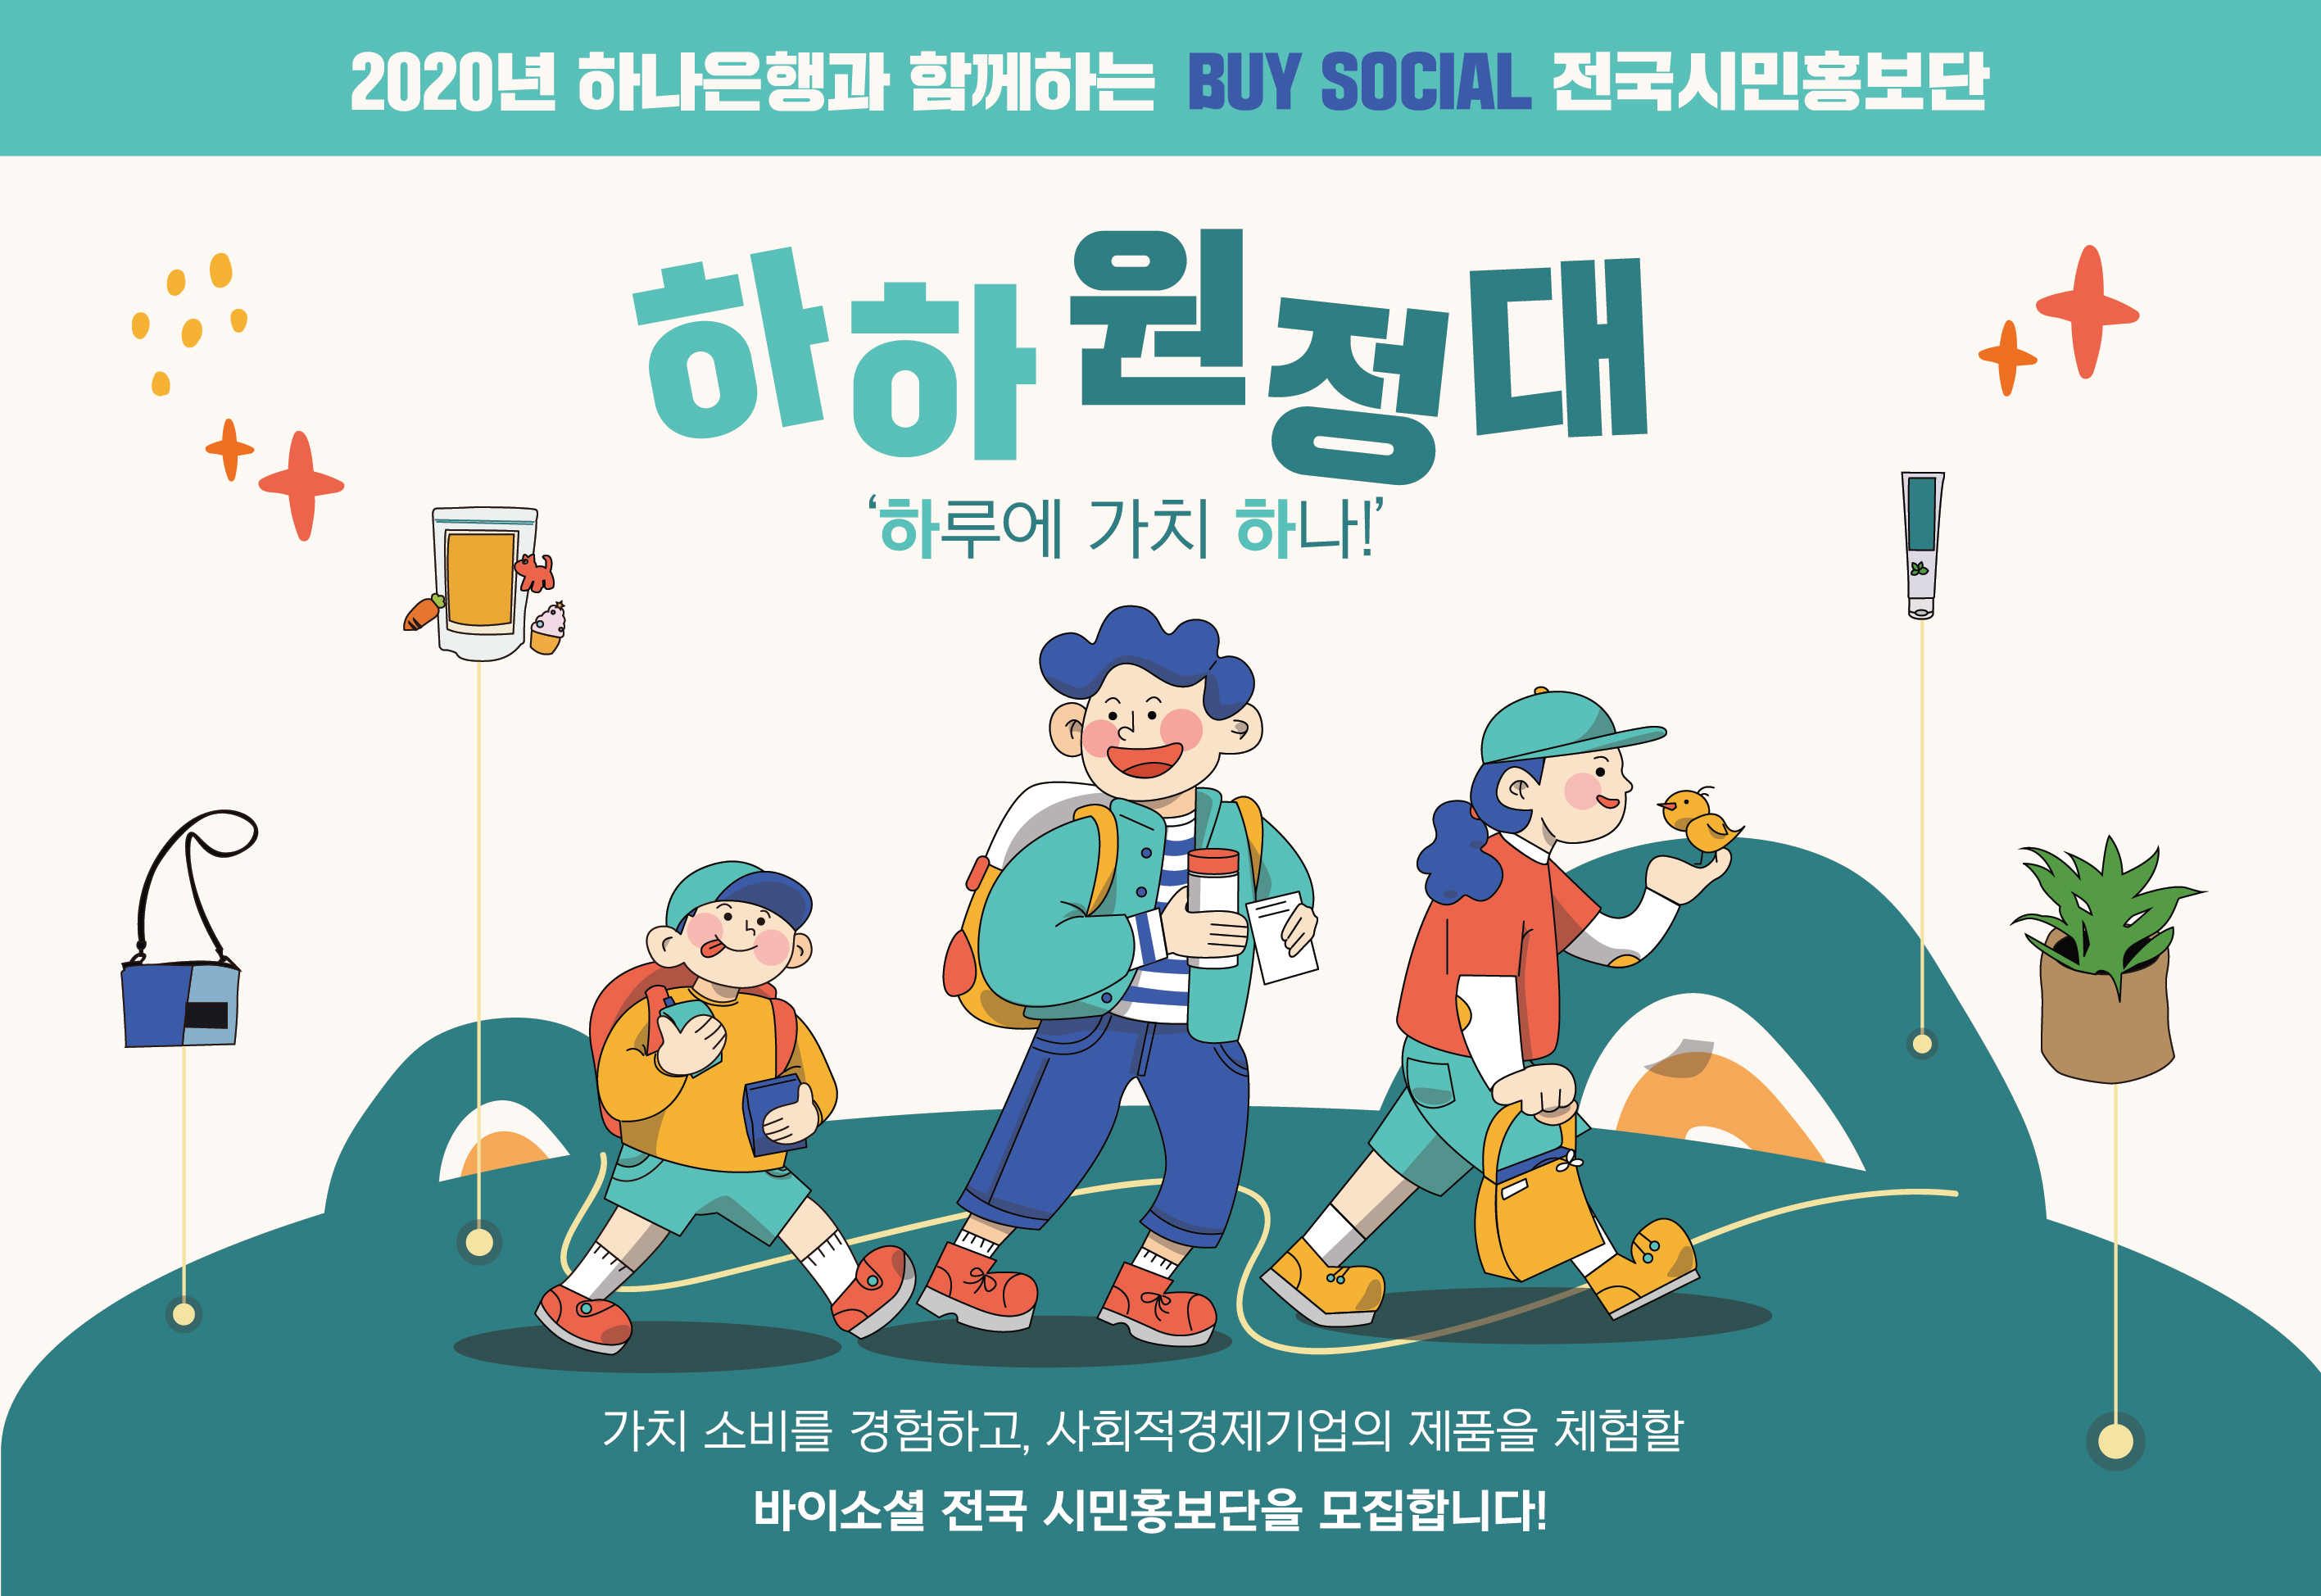 2020년 하나은행과 함께하는 BUY SOCIAL 전국시민홍보단
하하원정대
‘하루에 가치 하나!’
가치 소비를 경험하고, 사회적경제기업의 제품을 체험할
바이소셜 전국 시민홍보단을 모집합니다!